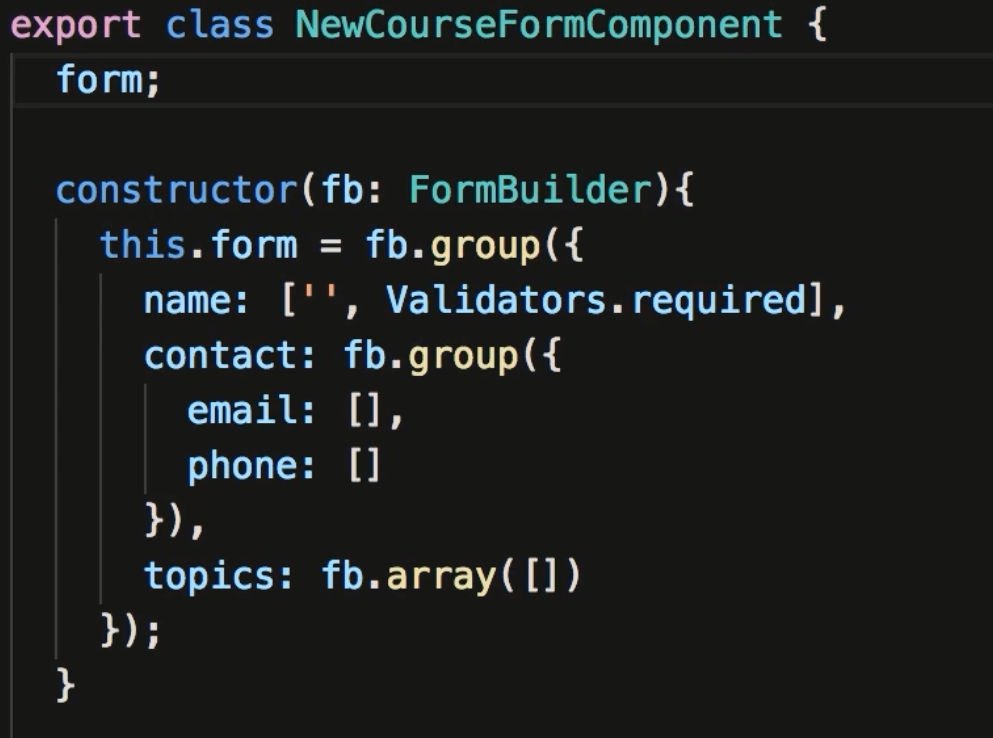 export class NewCourseFormComponent {
  form;

  constructor(fb: FormBuilder){
    this.form = fb.group({
      name: ['', Validators.required],
      contact: fb.group({
        email: [],
        phone: []
      }),
      topics: fb.array([])
    });
  }